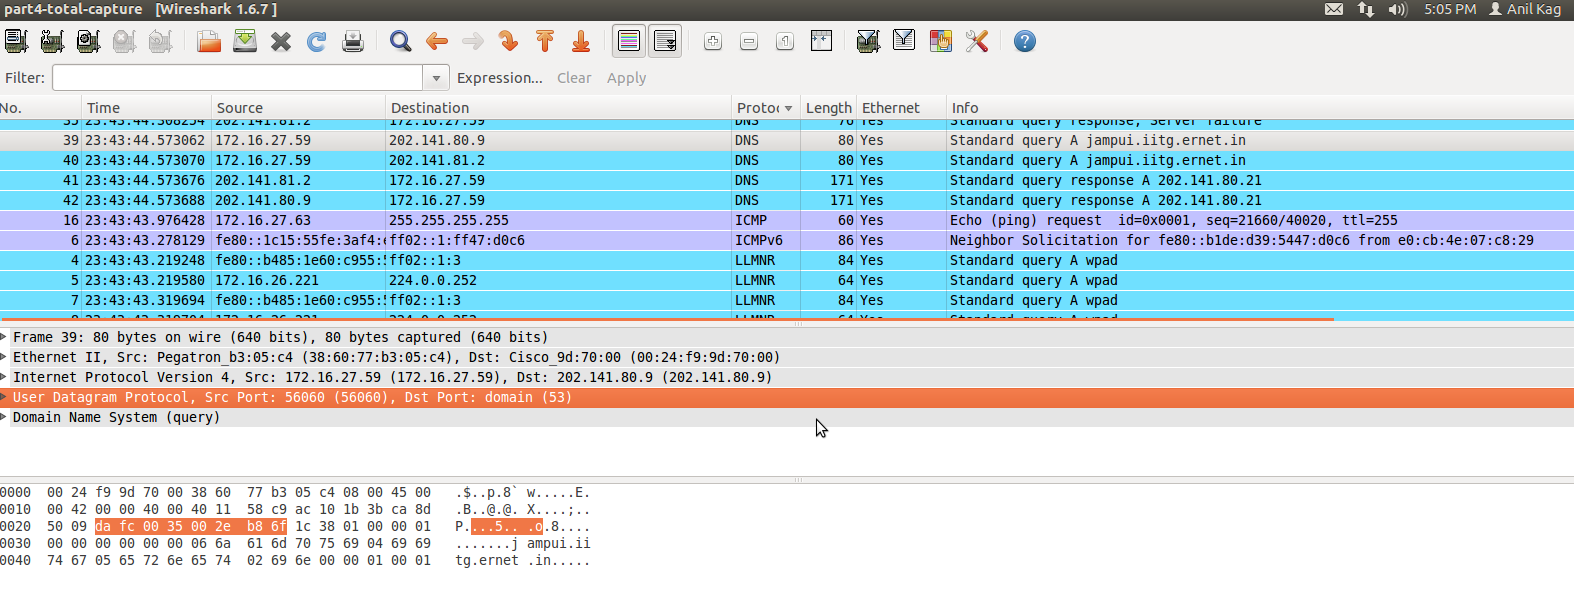 part4-total-capture   [Wireshark 1.6.7 ]   5:05 PM   Anil Kag
Filter:   Expression...   Clear   Apply
No.   Time   Source   Destination   Protoc   Length   Ethernet   Info
35 23:43:44.308254 202.141.81.2   172.16.27.59   DNS   76 Yes   Standard query response, Server failure
39 23:43:44.573062 172.16.27.59   202.141.80.9   DNS   80 Yes   Standard query A jampui.iitg.ernet.in
40 23:43:44.573070 172.16.27.59   202.141.81.2   DNS   80 Yes   Standard query A jampui.iitg.ernet.in
41 23:43:44.573676 202.141.81.2   172.16.27.59   DNS   171 Yes   Standard query response A 202.141.80.21
42 23:43:44.573688 202.141.80.9   172.16.27.59   DNS   171 Yes   Standard query response A 202.141.80.21
16 23:43:43.976428 172.16.27.63   255.255.255.255   ICMP   60 Yes   Echo (ping) request  id=0x0001, seq=21660/40020, ttl=255
6 23:43:43.278129 fe80::1c15:55fe:3af4:ff02::1:ff47:d0c6   ICMPv6   86 Yes   Neighbor Solicitation for fe80::b1de:d39:5447:d0c6 from e0:cb:4e:07:c8:29
4 23:43:43.219248 fe80::b485:1e60:c955:ff02::1:3   LLMNR   84 Yes   Standard query A wpad
5 23:43:43.219580 172.16.26.221   224.0.0.252   LLMNR   64 Yes   Standard query A wpad
7 23:43:43.319694 fe80::b485:1e60:c955:ff02::1:3   LLMNR   84 Yes   Standard query A wpad
8 23:43:43.319704 172.16.26.221   224.0.0.252   LLMNR   64 Yes   Standard query A wpad
Frame 39: 80 bytes on wire (640 bits), 80 bytes captured (640 bits)
Ethernet II, Src: Pegatron_b3:05:c4 (38:60:77:b3:05:c4), Dst: Cisco_9d:70:00 (00:24:f9:9d:70:00)
Internet Protocol Version 4, Src: 172.16.27.59 (172.16.27.59), Dst: 202.141.80.9 (202.141.80.9)
User Datagram Protocol, Src Port: 56060 (56060), Dst Port: domain (53)
Domain Name System (query)
0000  00 24 f9 9d 70 00 38 60  77 b3 05 c4 08 00 45 00   .$..p.8` w.....E.
0010  00 42 00 00 40 00 40 11  58 c9 ac 10 1b 3b ca 8d   .B..@.@. X....;..
0020  50 09 da fc 00 35 00 2e  b8 6f 1c 38 01 00 00 01   P....5.. .o.8....
0030  00 00 00 00 00 00 06 6a  61 6d 70 75 69 04 69 69   .......j ampui.ii
0040  74 67 05 65 72 6e 65 74  02 69 6e 00 00 01 00 01   tg.ernet .in.....